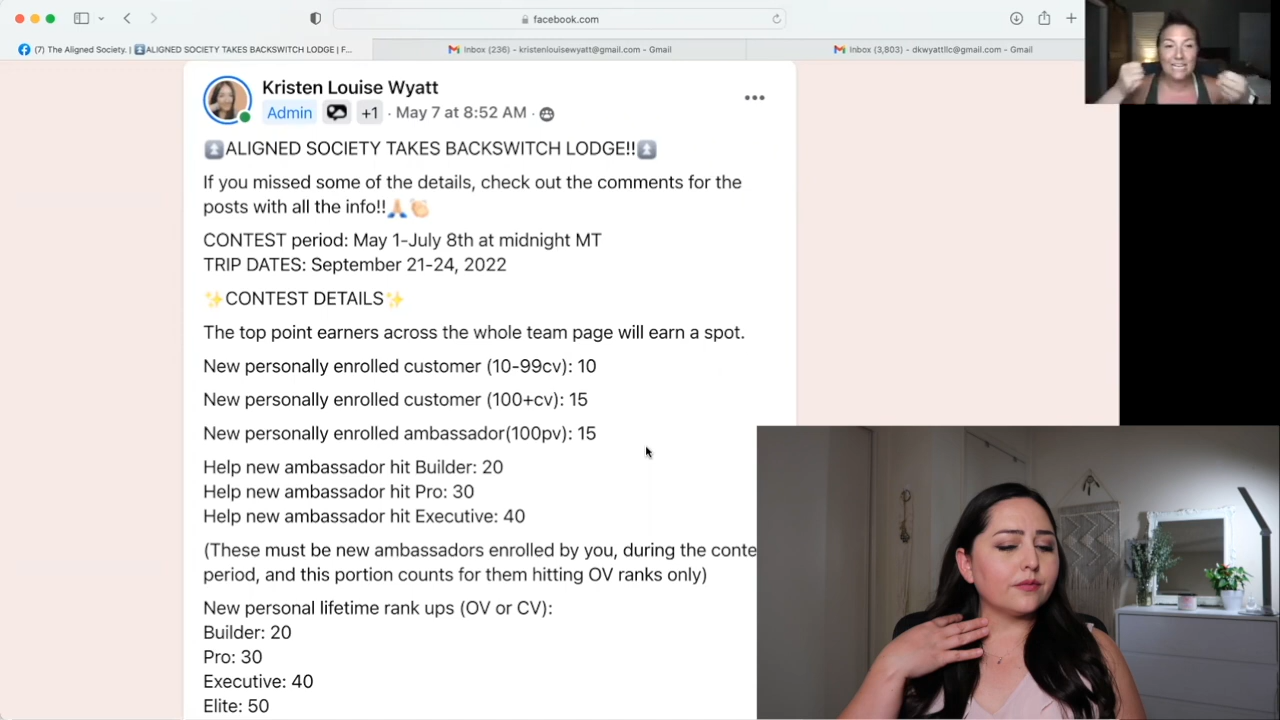 facebook.com
(7) The Aligned Society. | ⏫ALIGNED SOCIETY TAKES BACKSWITCH LODGE | F...
Inbox (236) - kristenlouisewyatt@gmail.com - Gmail
Inbox (3,803) - dkwyattllc@gmail.com - Gmail
Kristen Louise Wyatt
Admin +1 · May 7 at 8:52 AM ·
⏫ALIGNED SOCIETY TAKES BACKSWITCH LODGE!!⏫
If you missed some of the details, check out the comments for the
posts with all the info!!🙏🏻👏🏻
CONTEST period: May 1-July 8th at midnight MT
TRIP DATES: September 21-24, 2022
✨CONTEST DETAILS✨
The top point earners across the whole team page will earn a spot.
New personally enrolled customer (10-99cv): 10
New personally enrolled customer (100+cv): 15
New personally enrolled ambassador(100pv): 15
Help new ambassador hit Builder: 20
Help new ambassador hit Pro: 30
Help new ambassador hit Executive: 40
(These must be new ambassadors enrolled by you, during the conte
period, and this portion counts for them hitting OV ranks only)
New personal lifetime rank ups (OV or CV):
Builder: 20
Pro: 30
Executive: 40
Elite: 50